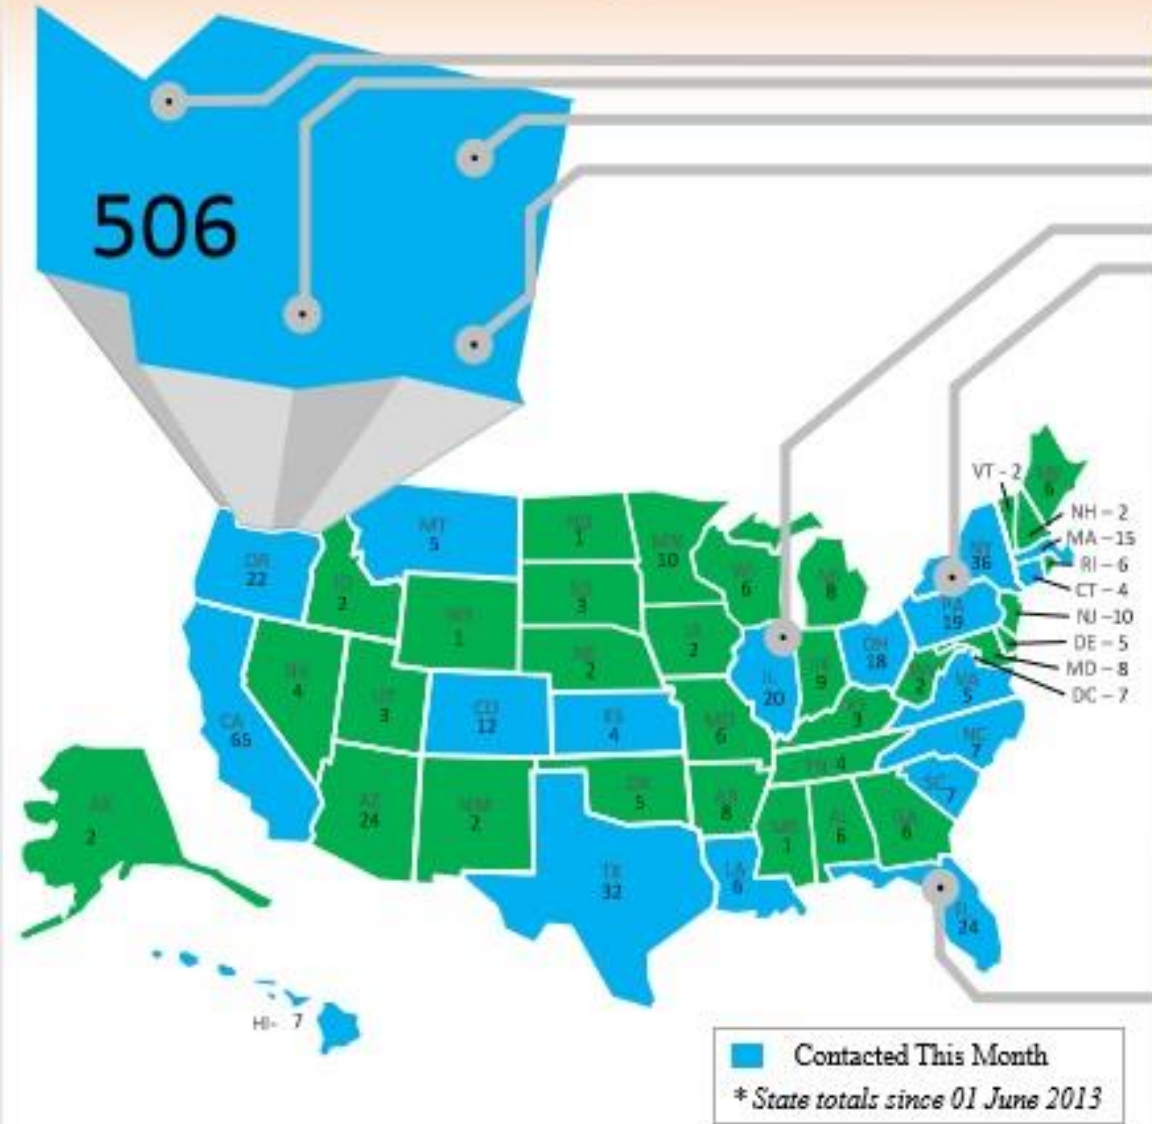 506
VT - 2
ME
6
NH – 2
MA – 15
RI – 6
CT – 4
NJ – 10
DE – 5
MD – 8
DC – 7
MT
5
ND
1
MN
10
OR
22
ID
2
WY
1
SD
3
WI
6
MI
8
NY
36
PA
19
NE
2
IA
2
IL
20
IN
9
OH
18
WV
2
VA
5
NV
4
UT
3
CO
12
KS
4
MO
6
KY
3
NC
7
CA
65
TN 4
SC
7
AZ
24
NM
2
OK
5
AR
8
MS
1
AL
6
GA
6
AK
2
TX
32
LA
6
FL
24
HI- 7
Contacted This Month
* State totals since 01 June 2013